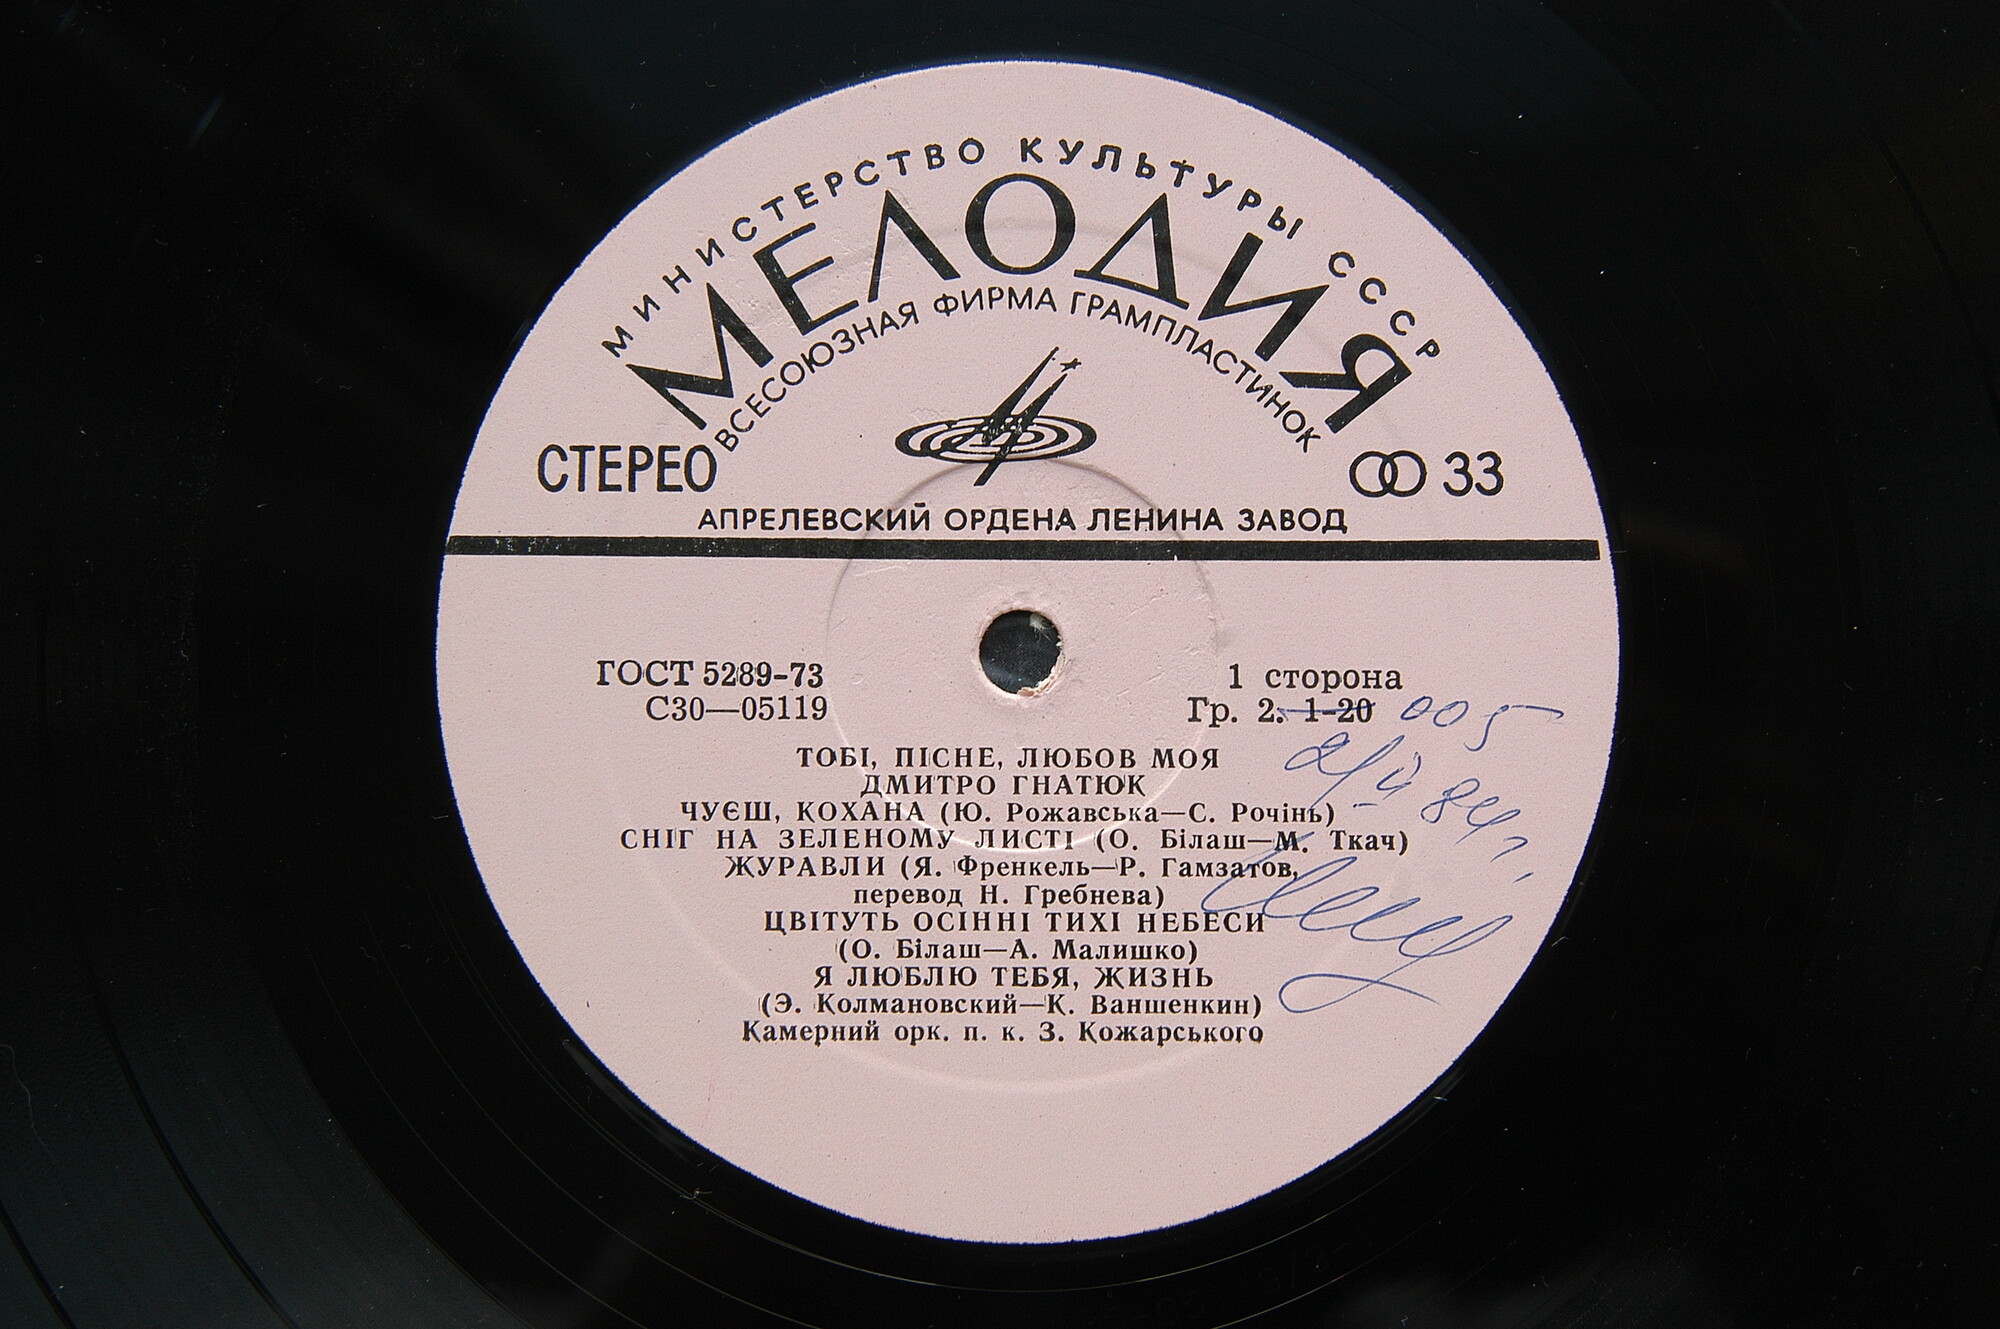 МИНИСТЕРСТВО КУЛЬТУРЫ СССР
МЕЛОДИЯ
ВСЕСОЮЗНАЯ ФИРМА ГРАМПЛАСТИНОК
СТЕРЕО
33
АПРЕЛЕВСКИЙ ОРДЕНА ЛЕНИНА ЗАВОД
ГОСТ 5289-73
1 сторона
С30—05119
Гр. 2. 1-20 005
ТОБІ, ПІСНЕ, ЛЮБОВ МОЯ
ДМИТРО ГНАТЮК
ЧУЄШ, КОХАНА (Ю. Рожавська—С. Рочінь)
СНІГ НА ЗЕЛЕНОМУ ЛИСТІ (О. Білаш—М. Ткач)
ЖУРАВЛИ (Я. Френкель—Р. Гамзатов,
перевод Н. Гребнева)
ЦВІТУТЬ ОСІННІ ТИХІ НЕБЕСИ
(О. Білаш—А. Малишко)
Я ЛЮБЛЮ ТЕБЯ, ЖИЗНЬ
(Э. Колмановский—К. Ваншенкин)
Камерний орк. п. к. З. Кожарського